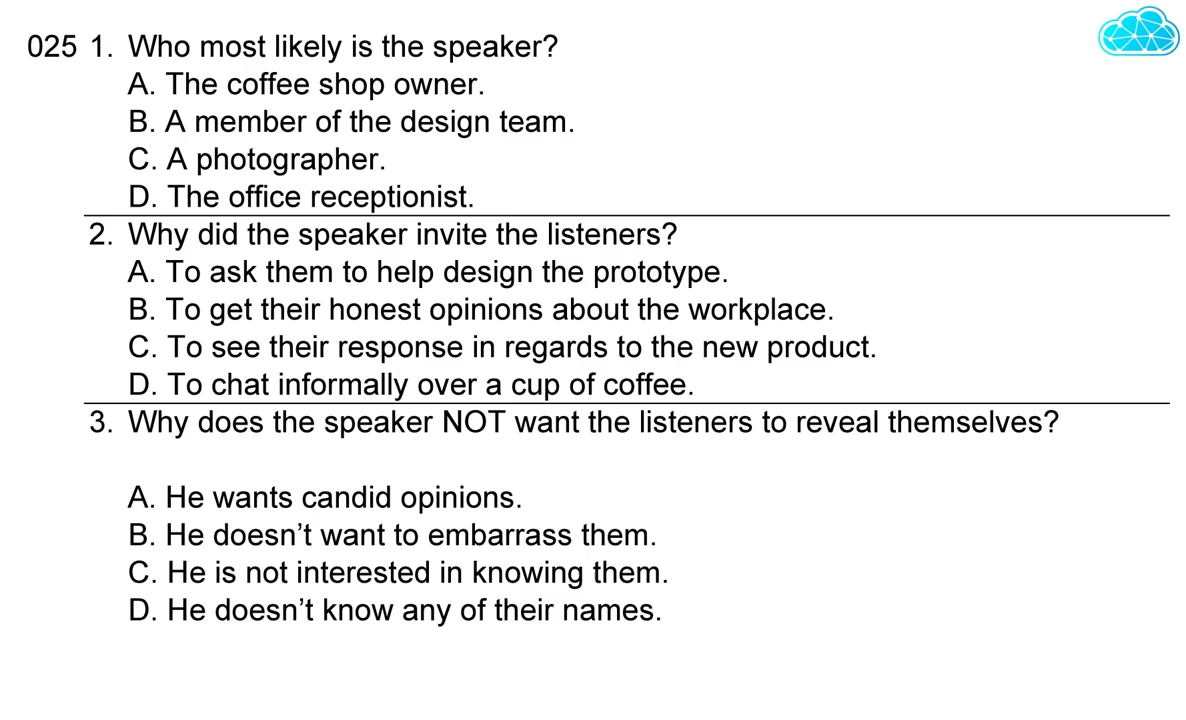 025 1. Who most likely is the speaker?
A. The coffee shop owner.
B. A member of the design team.
C. A photographer.
D. The office receptionist.
2. Why did the speaker invite the listeners?
A. To ask them to help design the prototype.
B. To get their honest opinions about the workplace.
C. To see their response in regards to the new product.
D. To chat informally over a cup of coffee.
3. Why does the speaker NOT want the listeners to reveal themselves?
A. He wants candid opinions.
B. He doesn’t want to embarrass them.
C. He is not interested in knowing them.
D. He doesn’t know any of their names.